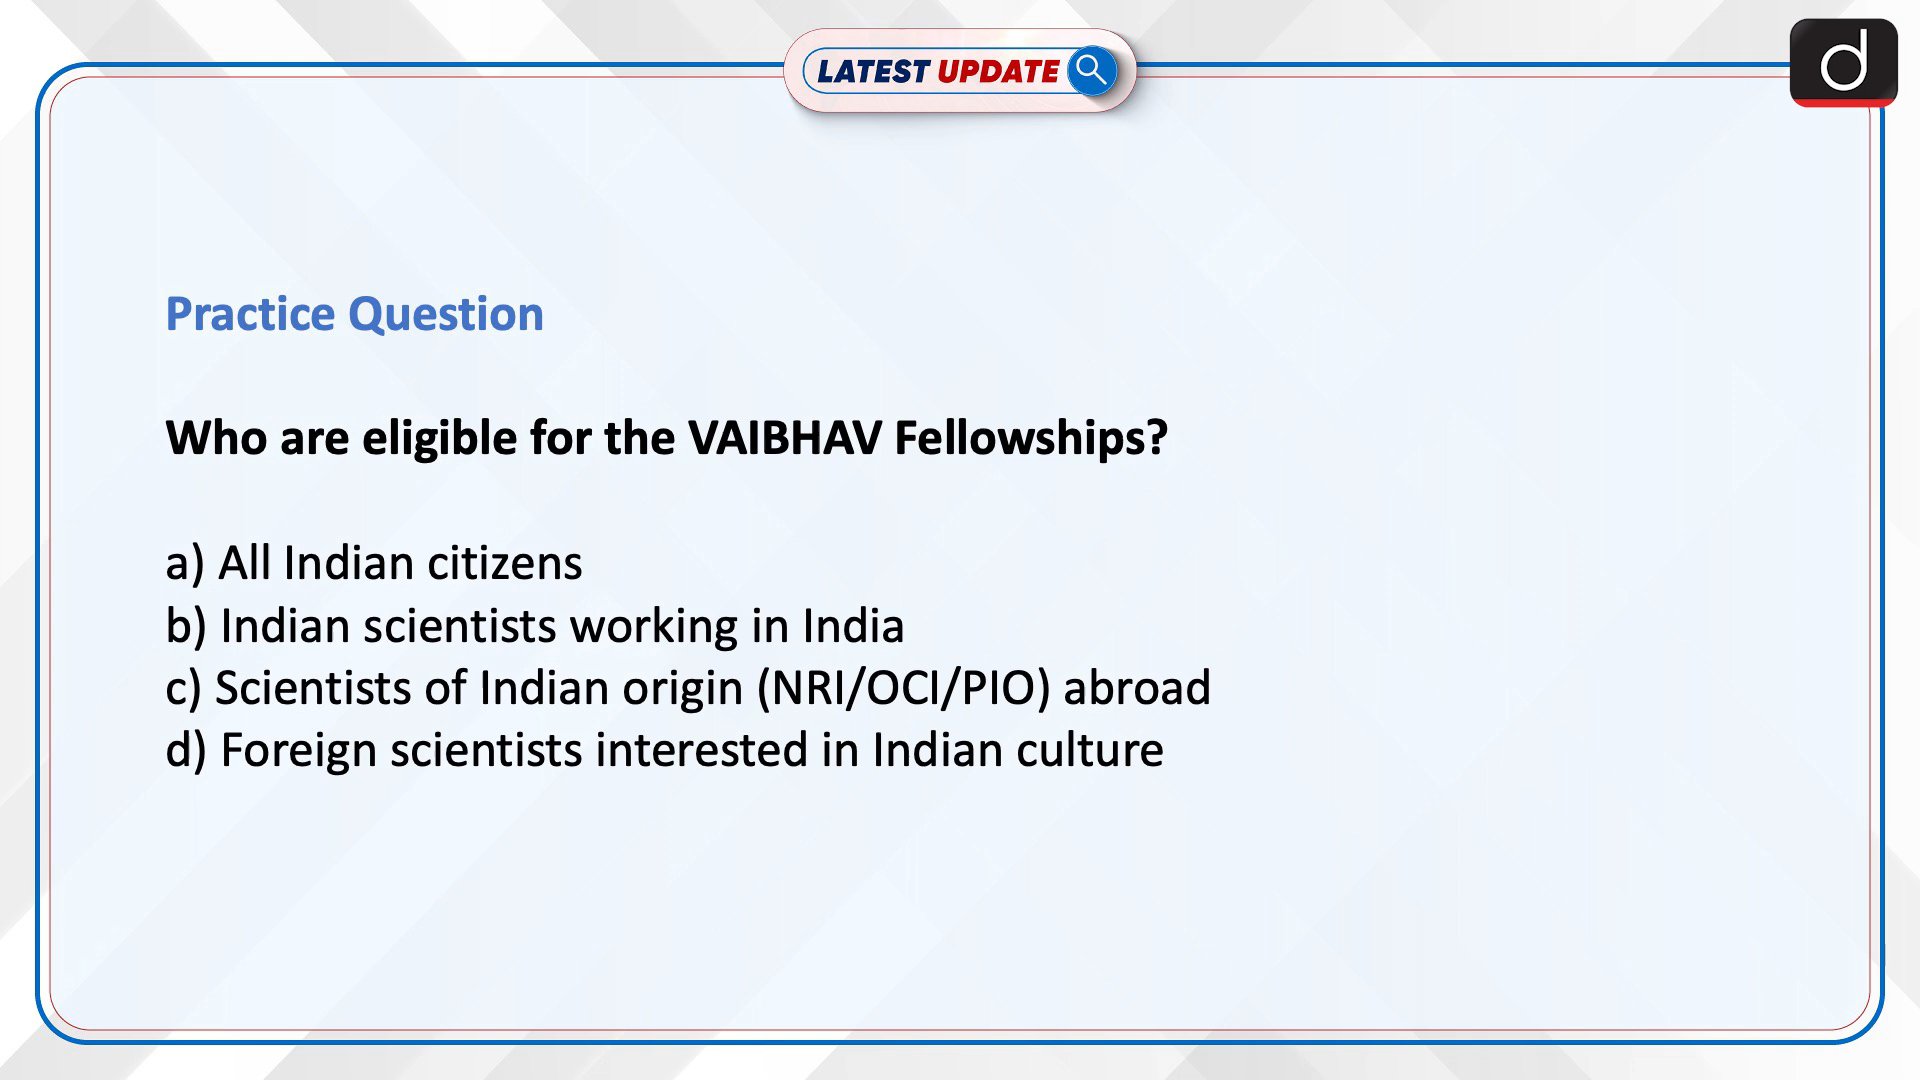 LATEST UPDATE
d
Practice Question
Who are eligible for the VAIBHAV Fellowships?
a) All Indian citizens
b) Indian scientists working in India
c) Scientists of Indian origin (NRI/OCI/PIO) abroad
d) Foreign scientists interested in Indian culture